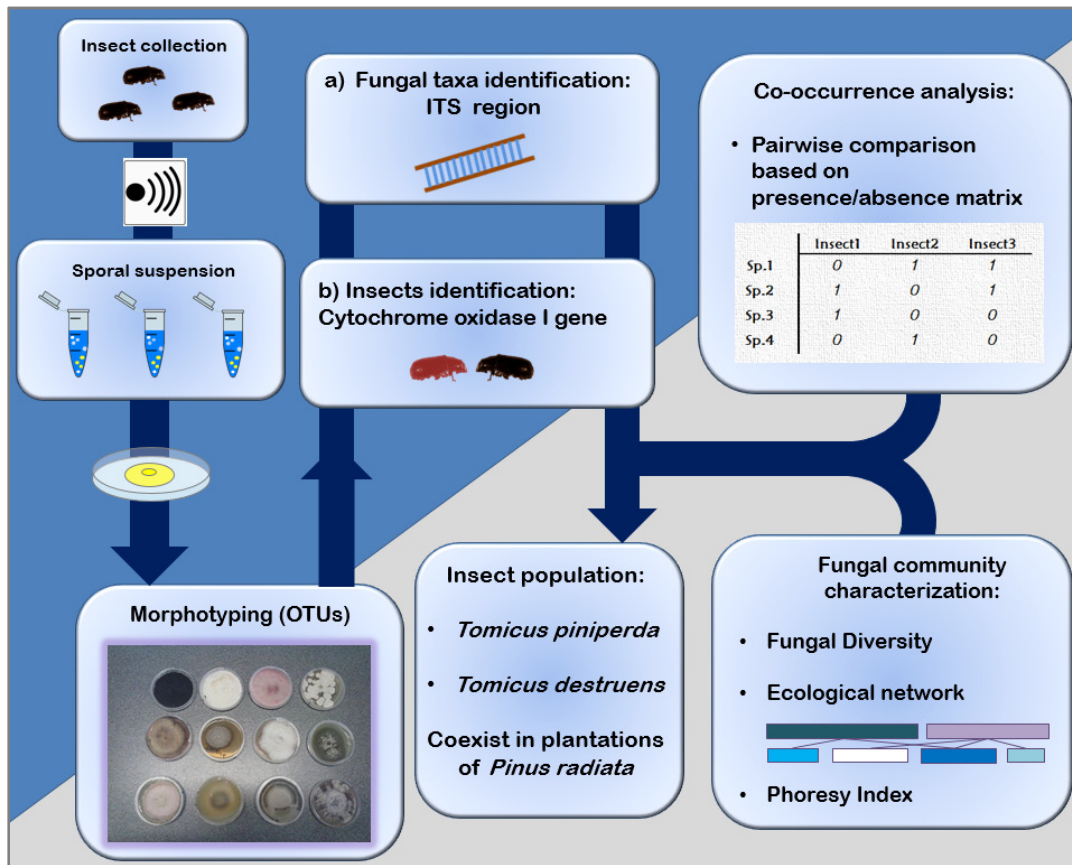 Insect collection
Sporal suspension
Morphotyping (OTUs)
a) Fungal taxa identification:
ITS region
b) Insects identification:
Cytochrome oxidase I gene
Insect population:
• Tomicus piniperda
• Tomicus destruens
Coexist in plantations
of Pinus radiata
Co-occurrence analysis:
• Pairwise comparison
based on
presence/absence matrix
Insect1 Insect2 Insect3
Sp.1 0 1 1
Sp.2 1 0 1
Sp.3 1 0 0
Sp.4 0 1 0
Fungal community
characterization:
• Fungal Diversity
• Ecological network
• Phoresy Index